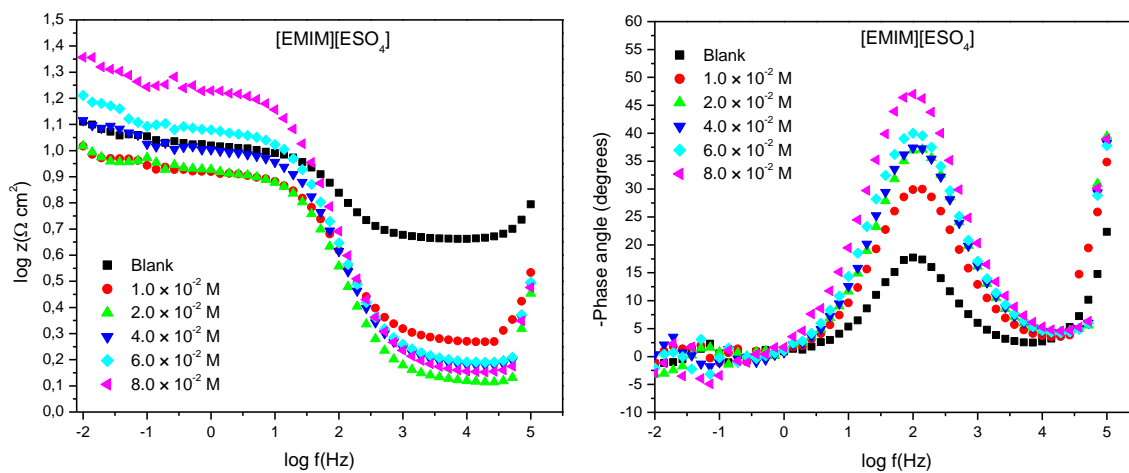 [EMIM][ESO₄]
log z(Ω cm²)
1,5
1,4
1,3
1,2
1,1
1,0
0,9
0,8
0,7
0,6
0,5
0,4
0,3
0,2
0,1
0,0
Blank
1.0 × 10⁻² M
2.0 × 10⁻² M
4.0 × 10⁻² M
6.0 × 10⁻² M
8.0 × 10⁻² M
-2 -1 0 1 2 3 4 5
log f(Hz)
[EMIM][ESO₄]
-Phase angle (degrees)
60
55
50
45
40
35
30
25
20
15
10
5
0
-5
-10
Blank
1.0 × 10⁻² M
2.0 × 10⁻² M
4.0 × 10⁻² M
6.0 × 10⁻² M
8.0 × 10⁻² M
-2 -1 0 1 2 3 4 5
log f(Hz)